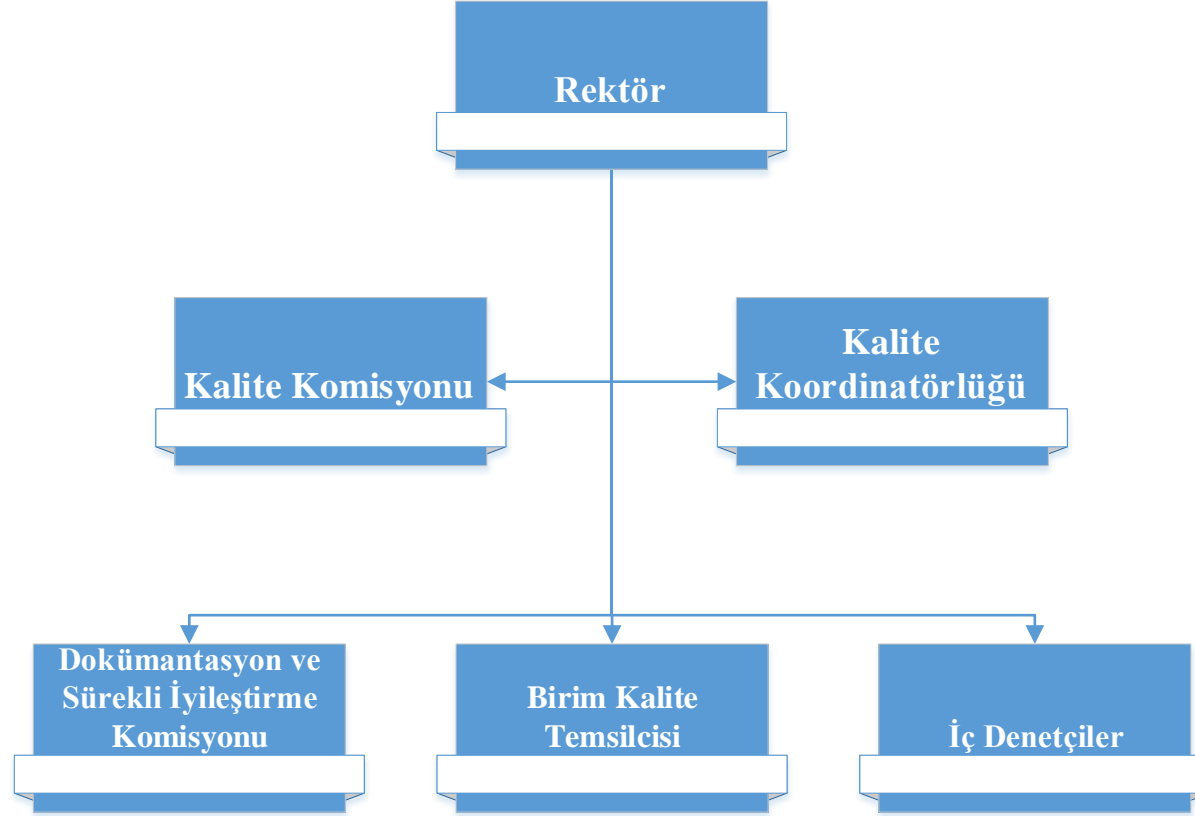 Rektör
Kalite Komisyonu
Kalite
Koordinatörlüğü
Dokümantasyon ve
Sürekli İyileştirme
Komisyonu
Birim Kalite
Temsilcisi
İç Denetçiler